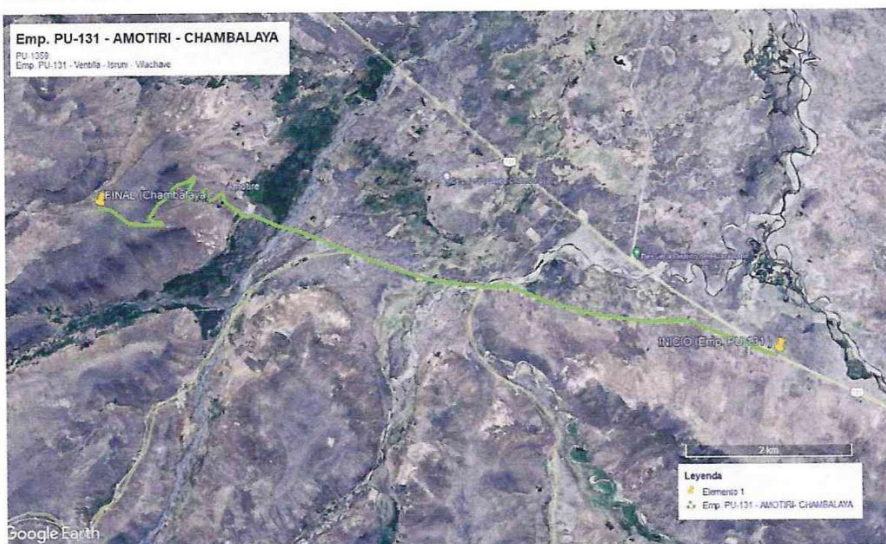 Emp. PU-131 - AMOTIRI - CHAMBALAYA
PU-1359:
Emp. PU-131 - Ventilla - Isruni - Vilachave
FINAL (Chambalaya)
Amotire
INICIO (Emp. PU-131)
2 km
Leyenda
Elemento 1
Emp. PU-131 - AMOTIRI- CHAMBALAYA
Google Earth